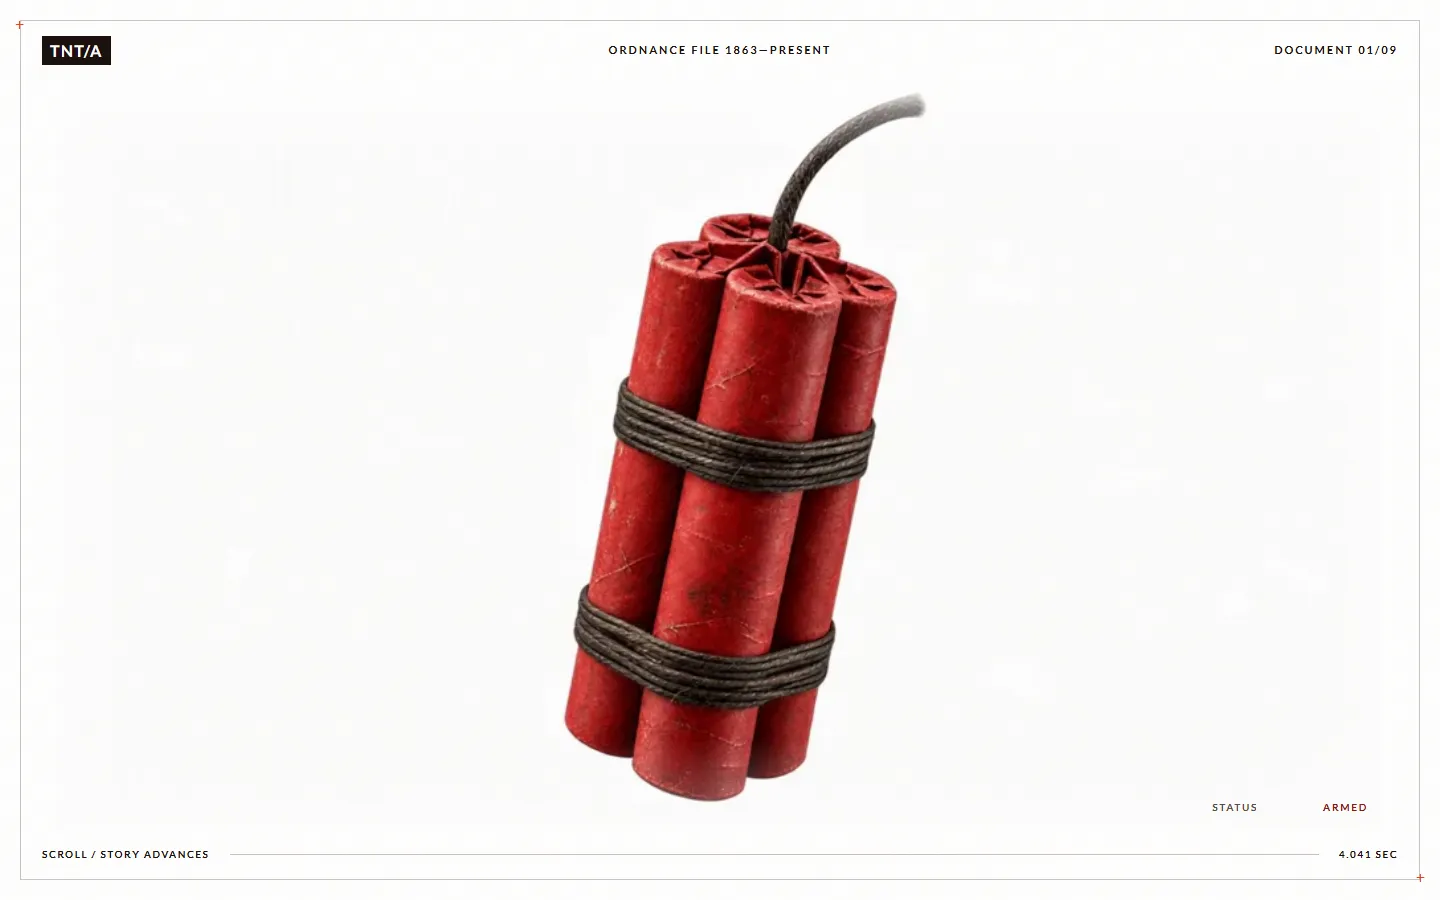 TNT/A
ORDNANCE FILE 1863—PRESENT
DOCUMENT 01/09
STATUS
ARMED
SCROLL / STORY ADVANCES
4.041 SEC